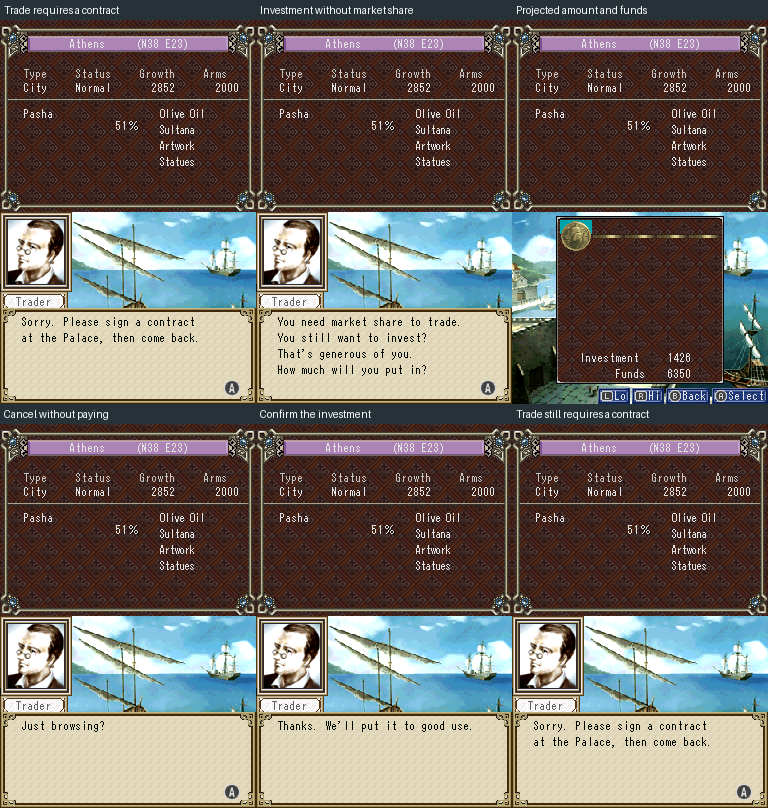 Trade requires a contract
Athens (N38 E23)
Type Status Growth Arms
City Normal 2852 2000
Pasha
51%
Olive Oil
Sultana
Artwork
Statues
Trader
Sorry. Please sign a contract
at the Palace, then come back.
A
Investment without market share
Athens (N38 E23)
Type Status Growth Arms
City Normal 2852 2000
Pasha
51%
Olive Oil
Sultana
Artwork
Statues
Trader
You need market share to trade.
You still want to invest?
That's generous of you.
How much will you put in?
A
Projected amount and funds
Athens (N38 E23)
Type Status Growth Arms
City Normal 2852 2000
Pasha
51%
Olive Oil
Sultana
Artwork
Statues
Investment 1426
Funds 6350
L Lo R Hi B Back A Select
Cancel without paying
Athens (N38 E23)
Type Status Growth Arms
City Normal 2852 2000
Pasha
51%
Olive Oil
Sultana
Artwork
Statues
Trader
Just browsing?
A
Confirm the investment
Athens (N38 E23)
Type Status Growth Arms
City Normal 2852 2000
Pasha
51%
Olive Oil
Sultana
Artwork
Statues
Trader
Thanks. We'll put it to good use.
Trade still requires a contract
Athens (N38 E23)
Type Status Growth Arms
City Normal 2852 2000
Pasha
51%
Olive Oil
Sultana
Artwork
Statues
Trader
Sorry. Please sign a contract
at the Palace, then come back.
A